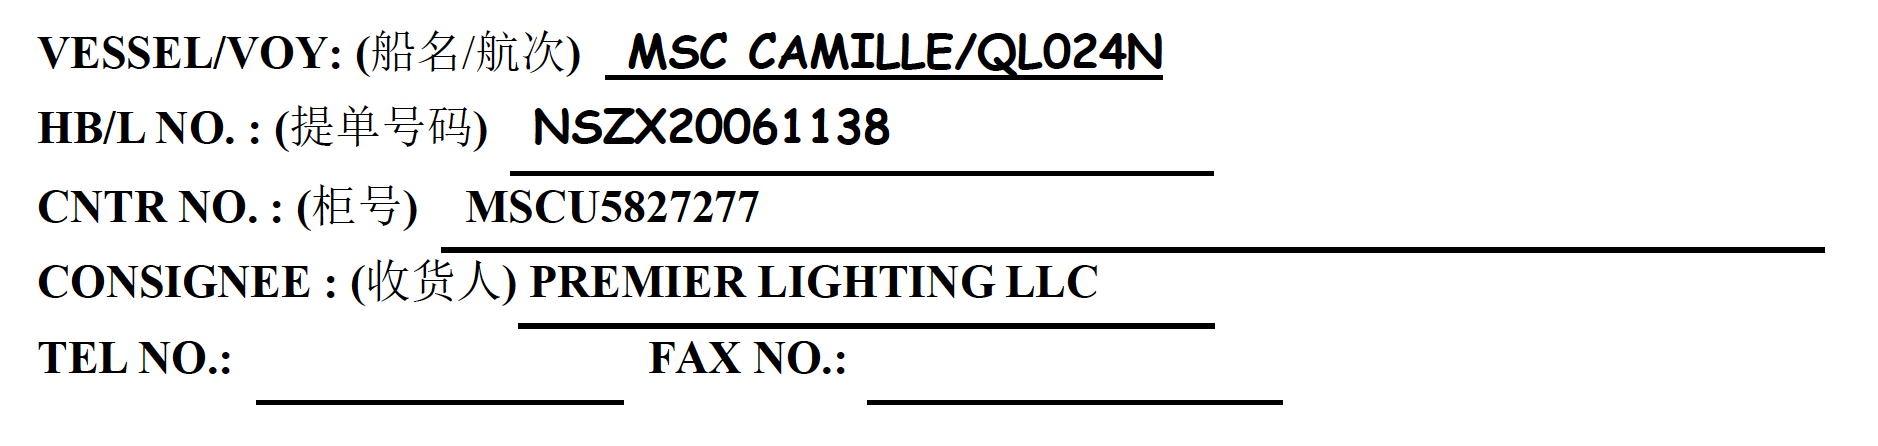 VESSEL/VOY: (船名/航次) MSC CAMILLE/QL024N
HB/L NO. : (提单号码) NSZX20061138
CNTR NO. : (柜号) MSCU5827277
CONSIGNEE : (收货人) PREMIER LIGHTING LLC
TEL NO.: FAX NO.: